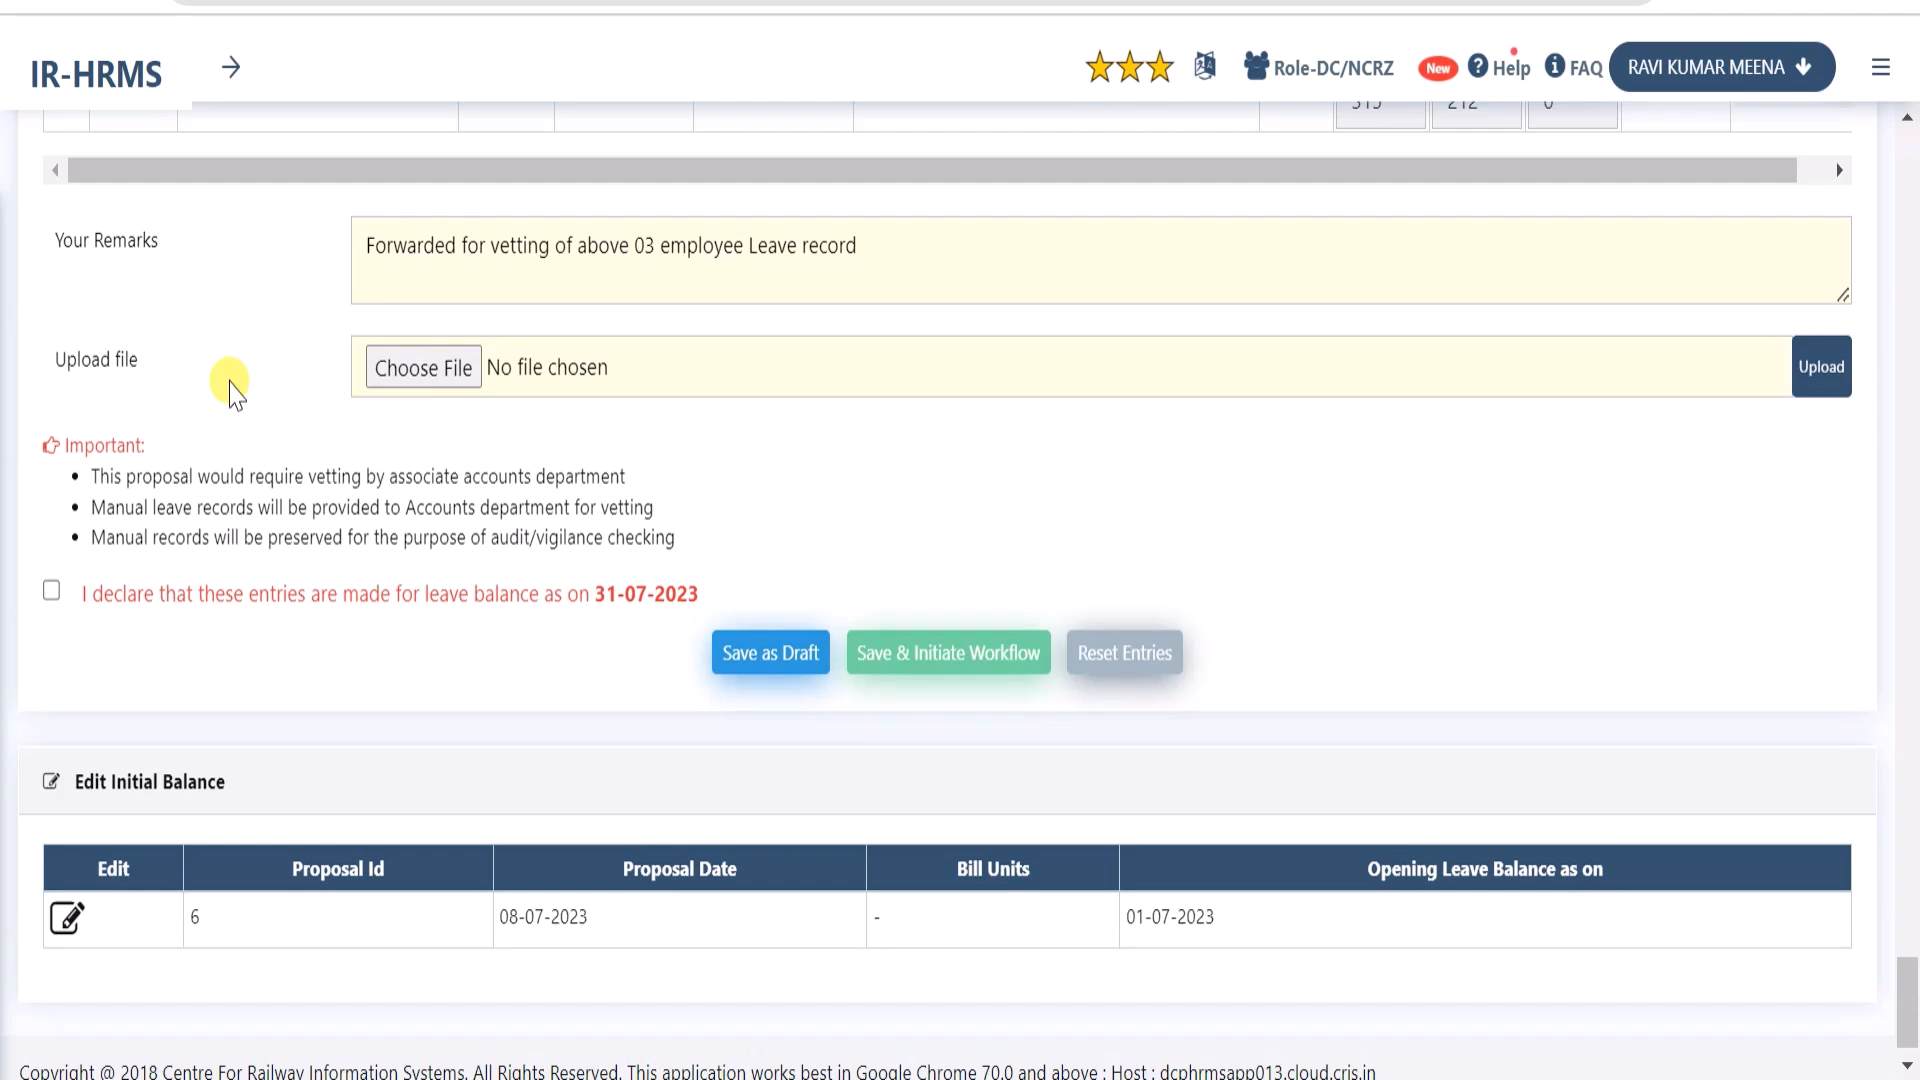 IR-HRMS → Role-DC/NCRZ New Help FAQ RAVI KUMAR MEENA
315 212 0
Your Remarks Forwarded for vetting of above 03 employee Leave record
Upload file Choose File No file chosen Upload
Important:
• This proposal would require vetting by associate accounts department
• Manual leave records will be provided to Accounts department for vetting
• Manual records will be preserved for the purpose of audit/vigilance checking
I declare that these entries are made for leave balance as on 31-07-2023
Save as Draft Save & Initiate Workflow Reset Entries
Edit Initial Balance
Edit Proposal Id Proposal Date Bill Units Opening Leave Balance as on
6 08-07-2023 - 01-07-2023
Copyright @ 2018 Centre For Railway Information Systems. All Rights Reserved. This application works best in Google Chrome 70.0 and above : Host : dcphrmsapp013.cloud.cris.in